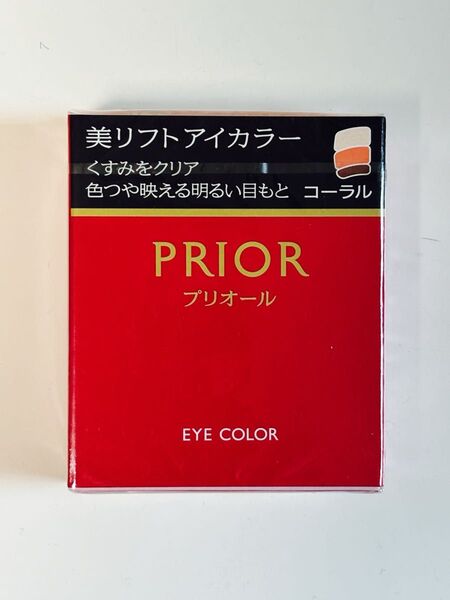 美リフトアイカラー
くすみをクリア
色つや映える明るい目もと コーラル
PRIOR
プリオール
EYE COLOR